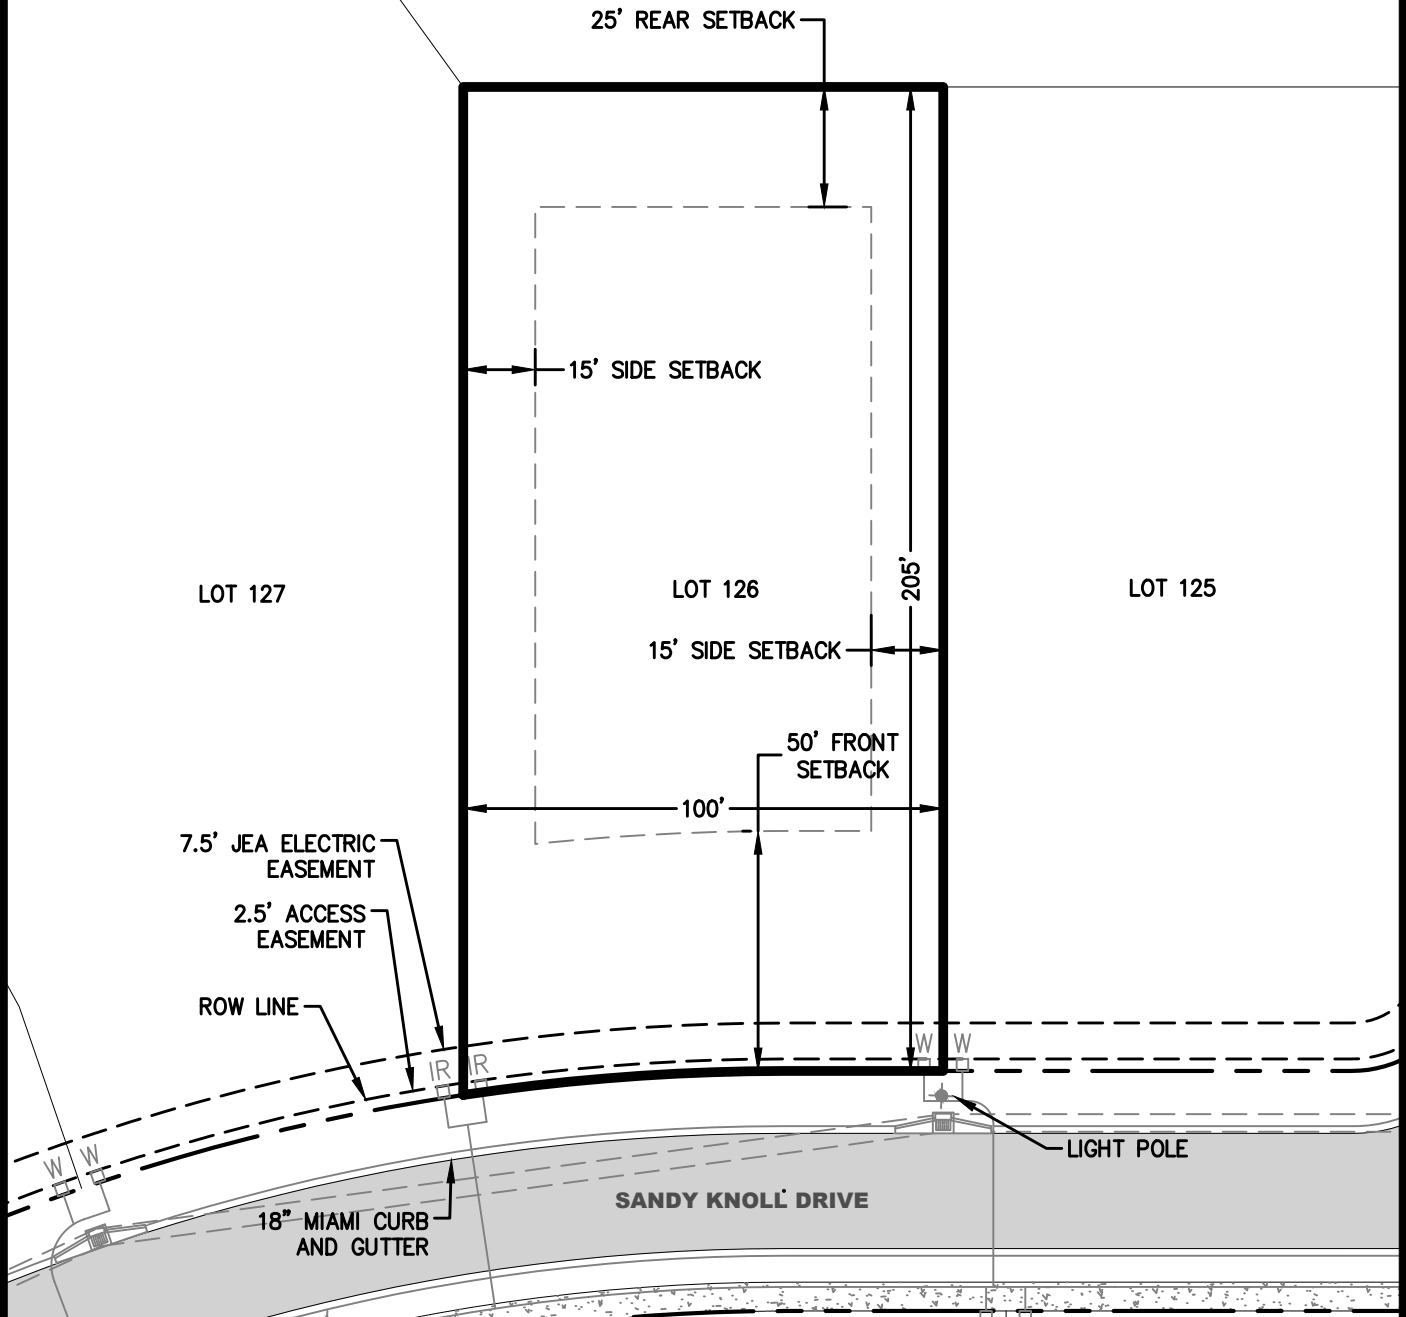 25' REAR SETBACK
15' SIDE SETBACK
LOT 127
LOT 126
205'
LOT 125
15' SIDE SETBACK
50' FRONT
SETBACK
100'
7.5' JEA ELECTRIC
EASEMENT
2.5' ACCESS
EASEMENT
ROW LINE
IR
IR
W
W
W
W
LIGHT POLE
SANDY KNOLL DRIVE
18" MIAMI CURB
AND GUTTER